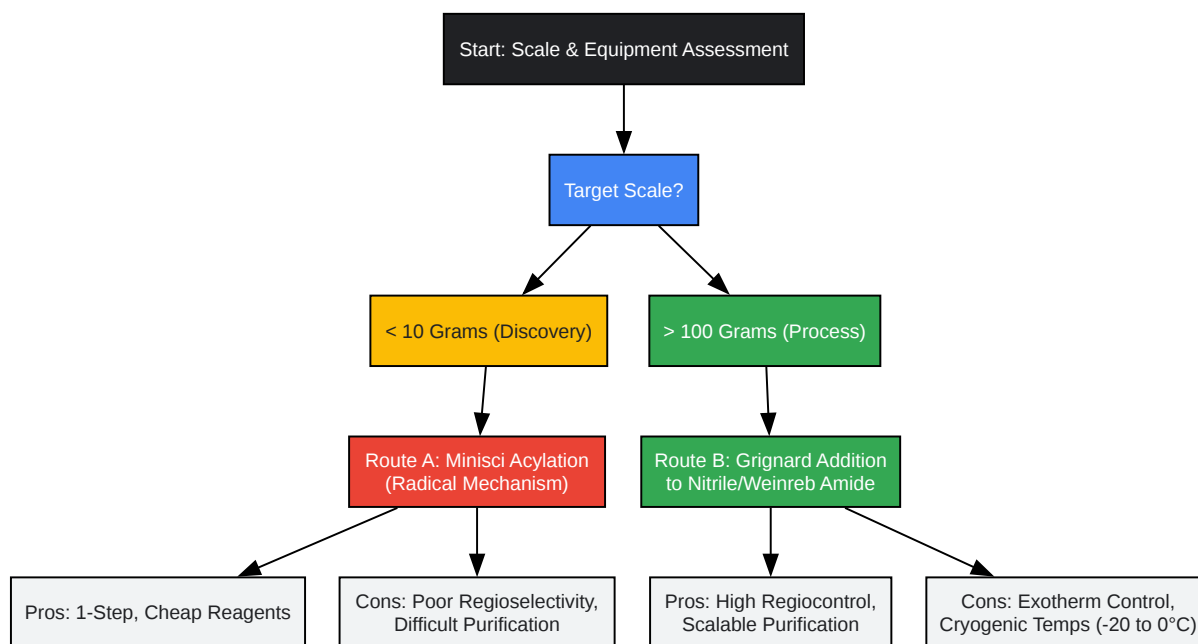 Start: Scale & Equipment Assessment
Target Scale?
< 10 Grams (Discovery)
> 100 Grams (Process)
Route A: Minisci Acylation
(Radical Mechanism)
Route B: Grignard Addition
to Nitrile/Weinreb Amide
Pros: 1-Step, Cheap Reagents
Cons: Poor Regioselectivity,
Difficult Purification
Pros: High Regiocontrol,
Scalable Purification
Cons: Exotherm Control,
Cryogenic Temps (-20 to 0°C)